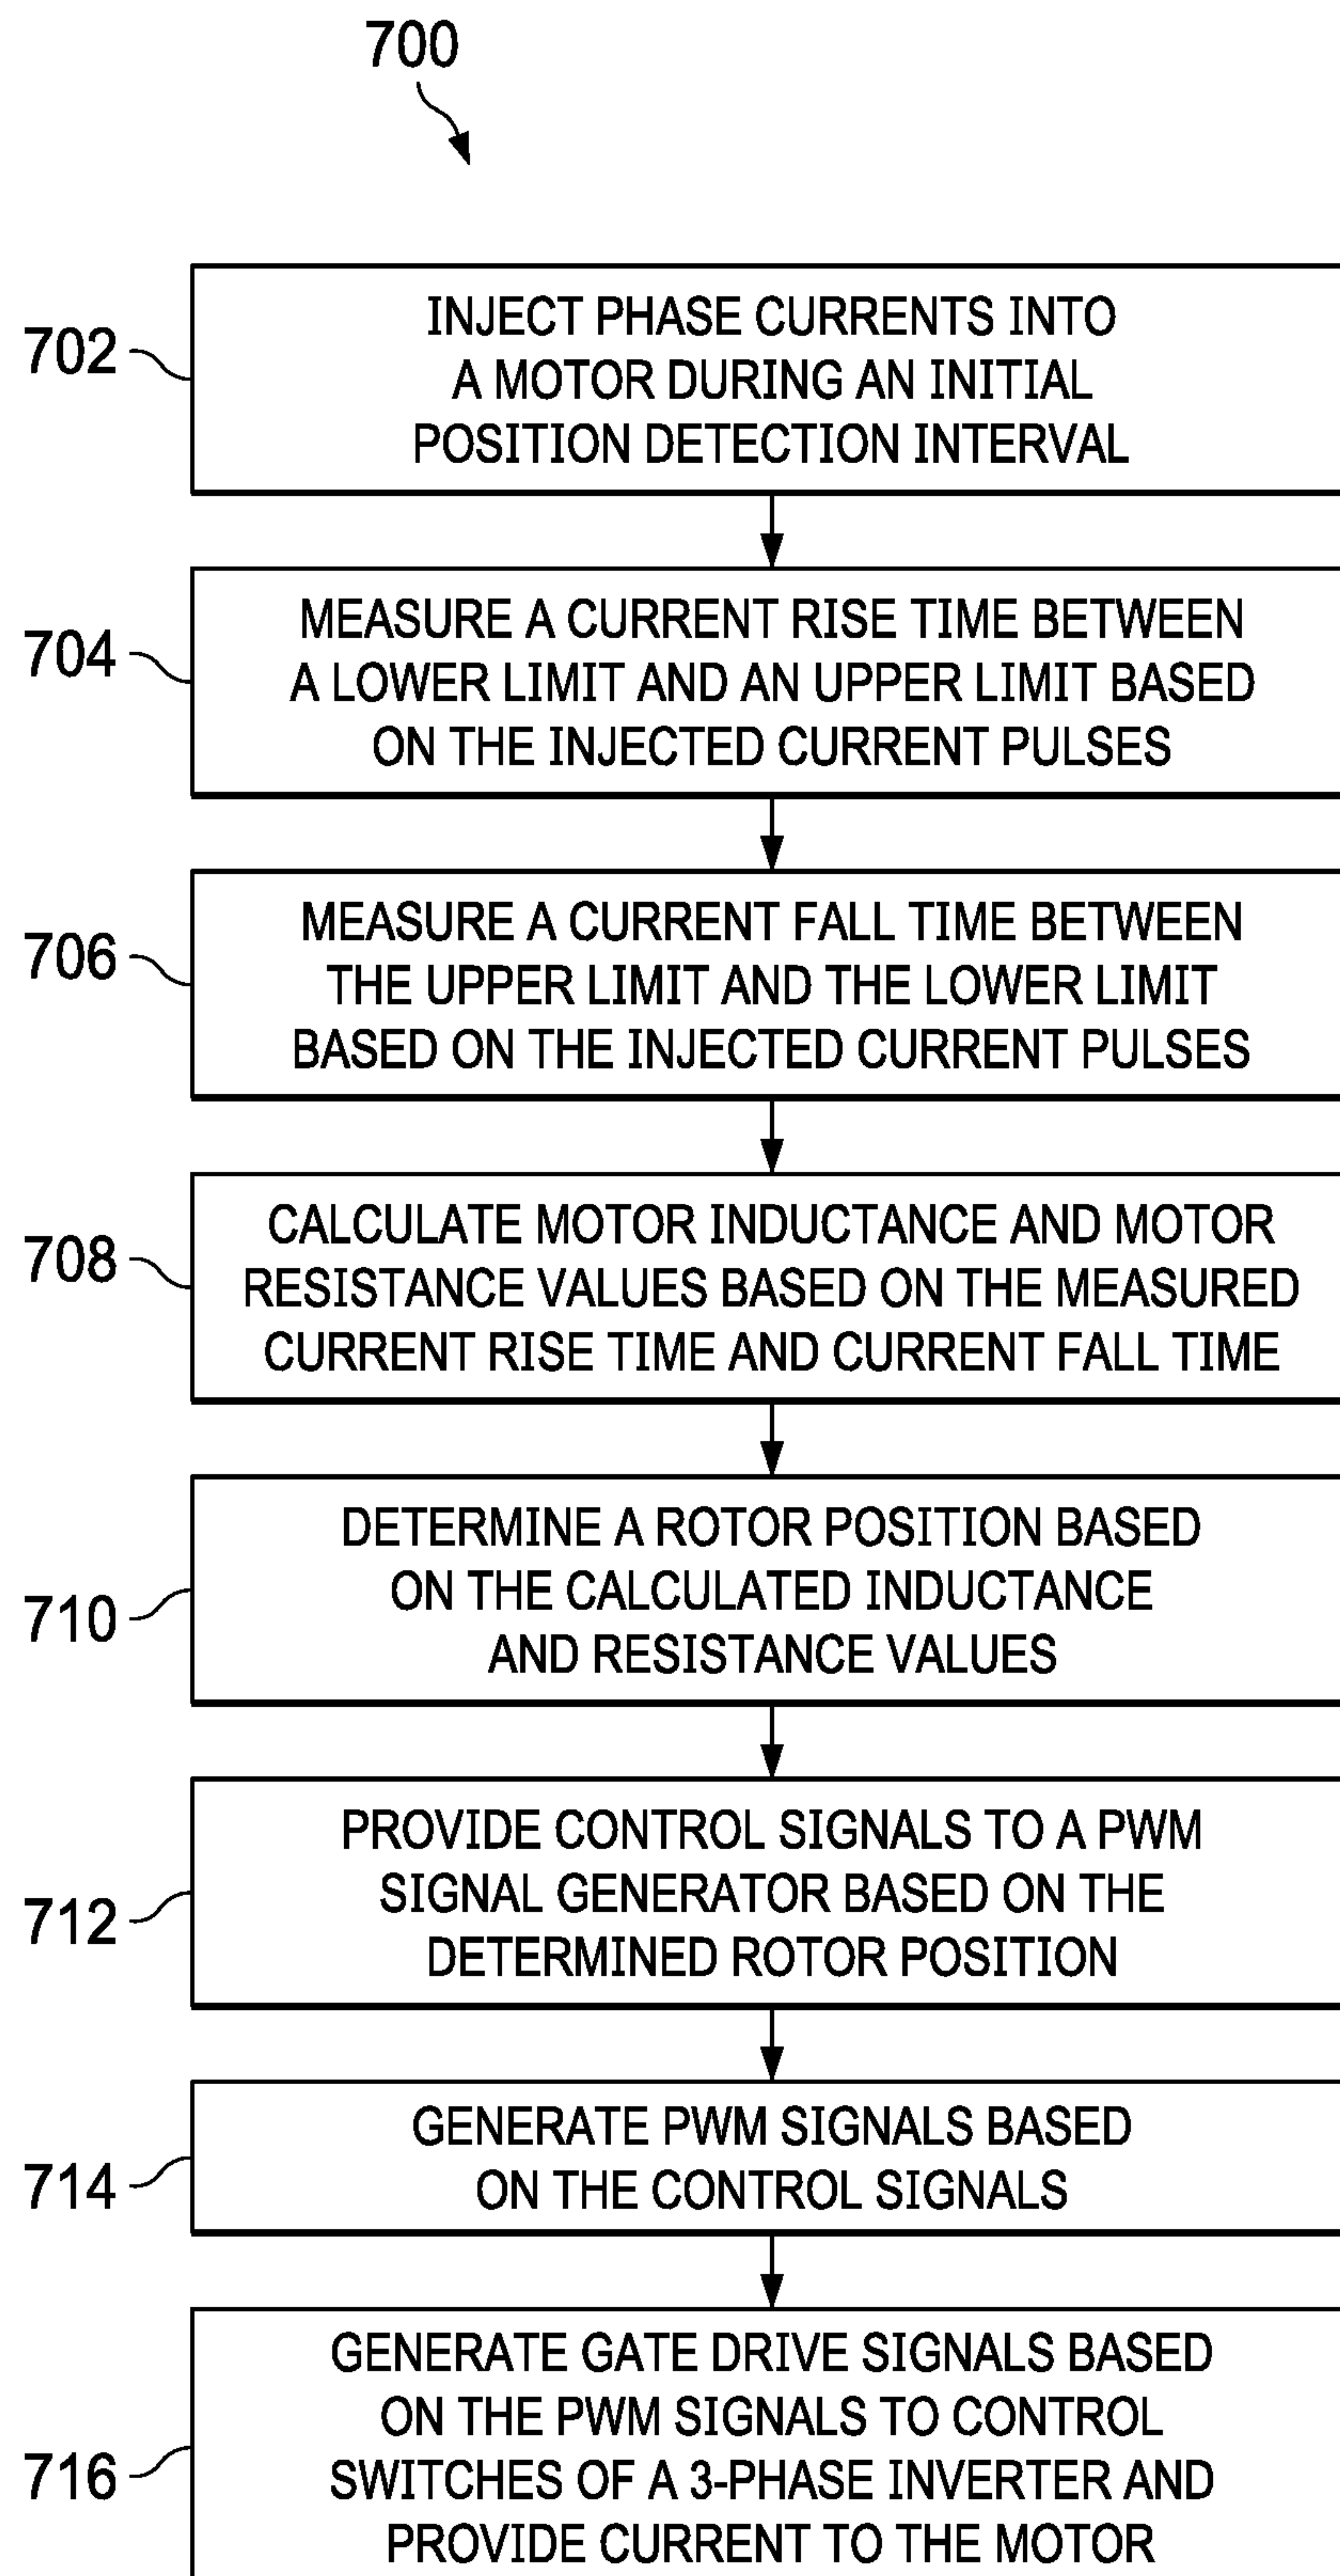 700
702
INJECT PHASE CURRENTS INTO
A MOTOR DURING AN INITIAL
POSITION DETECTION INTERVAL
704
MEASURE A CURRENT RISE TIME BETWEEN
A LOWER LIMIT AND AN UPPER LIMIT BASED
ON THE INJECTED CURRENT PULSES
706
MEASURE A CURRENT FALL TIME BETWEEN
THE UPPER LIMIT AND THE LOWER LIMIT
BASED ON THE INJECTED CURRENT PULSES
708
CALCULATE MOTOR INDUCTANCE AND MOTOR
RESISTANCE VALUES BASED ON THE MEASURED
CURRENT RISE TIME AND CURRENT FALL TIME
710
DETERMINE A ROTOR POSITION BASED
ON THE CALCULATED INDUCTANCE
AND RESISTANCE VALUES
712
PROVIDE CONTROL SIGNALS TO A PWM
SIGNAL GENERATOR BASED ON THE
DETERMINED ROTOR POSITION
714
GENERATE PWM SIGNALS BASED
ON THE CONTROL SIGNALS
716
GENERATE GATE DRIVE SIGNALS BASED
ON THE PWM SIGNALS TO CONTROL
SWITCHES OF A 3-PHASE INVERTER AND
PROVIDE CURRENT TO THE MOTOR